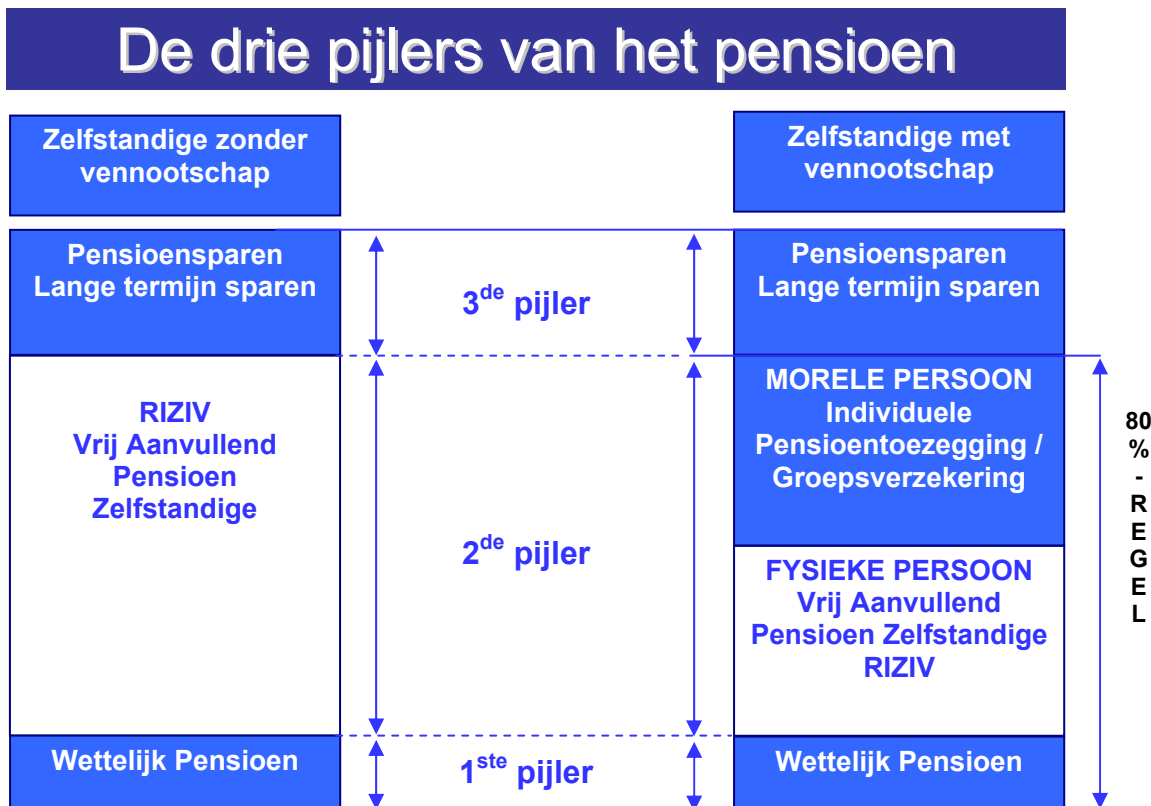 De drie pijlers van het pensioen
Zelfstandige zonder
vennootschap
Zelfstandige met
vennootschap
Pensioensparen
Lange termijn sparen
3de pijler
Pensioensparen
Lange termijn sparen
RIZIV
Vrij Aanvullend
Pensioen
Zelfstandige
2de pijler
MORELE PERSOON
Individuele
Pensioentoezegging /
Groepsverzekering
FYSIEKE PERSOON
Vrij Aanvullend
Pensioen Zelfstandige
RIZIV
80
%
-
R
E
G
E
L
Wettelijk Pensioen
1ste pijler
Wettelijk Pensioen